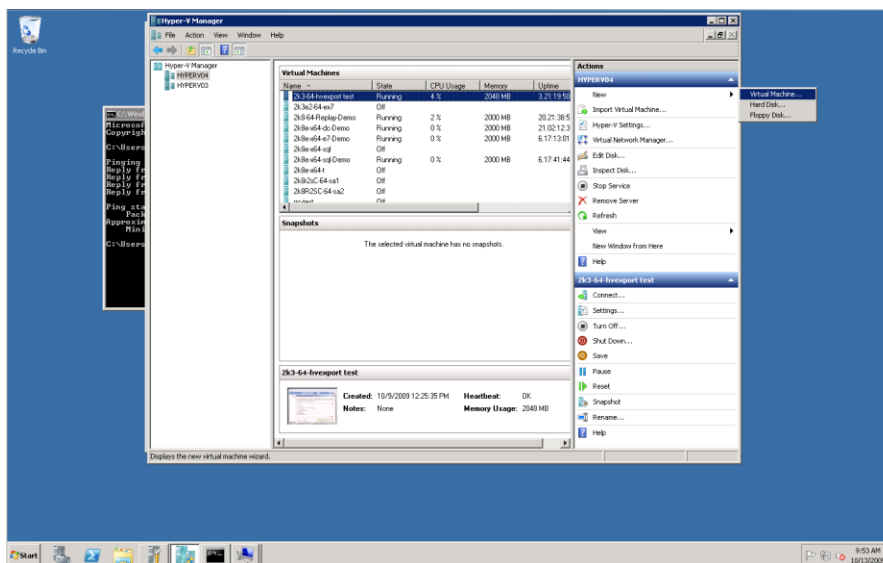 Recycle Bin
Hyper-V Manager
File Action View Window Help
Hyper-V Manager
HYPERV04
HYPERV03
Virtual Machines
Name State CPU Usage Memory Uptime
2k3-64-hvexport test Running 4 % 2048 MB 3.21:19:50
2k3e2-64-ex7 Off
2k8-64-Replay-Demo Running 2 % 2000 MB 20.21:38:5
2k8e-x64-dc-Demo Running 0 % 2000 MB 21.02:12:3
2k8e-x64-e7-Demo Running 0 % 2000 MB 6.17:13:01
2k8e-x64-sql Off
2k8e-x64-sql-Demo Running 0 % 2000 MB 6.17:41:44
2k8e-x64-t Off
2k8r2sC-64-sa1 Off
2k8R2SC-64-sa2 Off
Off
Snapshots
The selected virtual machine has no snapshots.
2k3-64-hvexport test
Created: 10/9/2009 12:25:35 PM Heartbeat: OK
Notes: None Memory Usage: 2048 MB
Actions
HYPERV04
New
Import Virtual Machine...
Hyper-V Settings...
Virtual Network Manager...
Edit Disk...
Inspect Disk...
Stop Service
Remove Server
Refresh
View
New Window from Here
Help
2k3-64-hvexport test
Connect...
Settings...
Turn Off...
Shut Down...
Save
Pause
Reset
Snapshot
Rename...
Help
Virtual Machine...
Hard Disk...
Floppy Disk...
C:\Wind
Microsof
Copyrigh
C:\Users
Pinging
Reply fr
Reply fr
Reply fr
Reply fr
Ping sta
Pack
Approxim
Mini
C:\Users
Displays the new virtual machine wizard.
Start
9:53 AM
10/13/2009